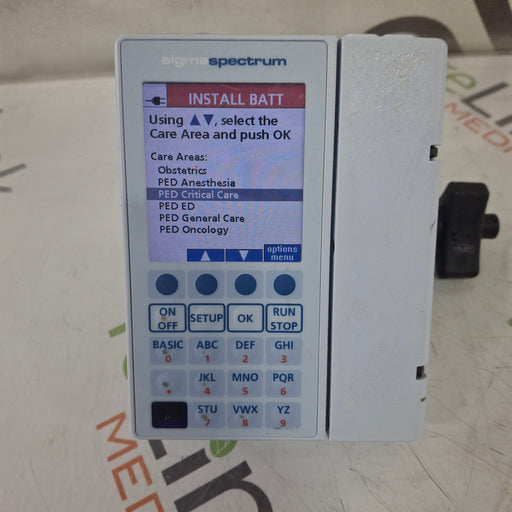 sigmaspectrum
INSTALL BATT
Using ▲▼, select the
Care Area and push OK
Care Areas:
Obstetrics
PED Anesthesia
PED Critical Care
PED ED
PED General Care
PED Oncology
▲ ▼ options
menu
ON
OFF
SETUP
OK
RUN
STOP
BASIC ABC DEF GHI
0 1 2 3
JKL MNO PQR
. 4 5 6
STU VWX YZ
7 8 9
MEDIC